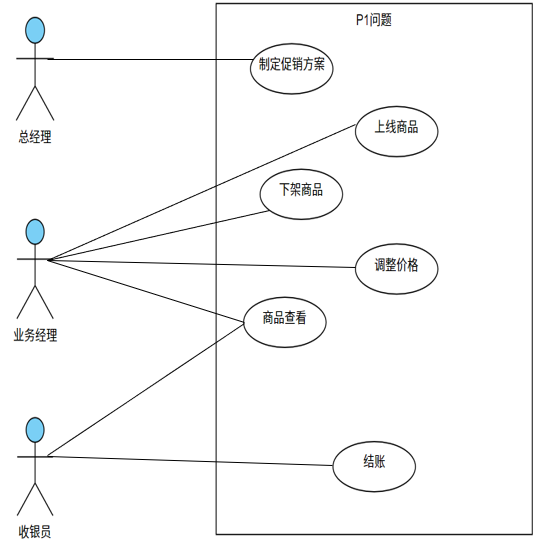 P1问题
制定促销方案
总经理
上线商品
下架商品
调整价格
商品查看
业务经理
结账
收银员